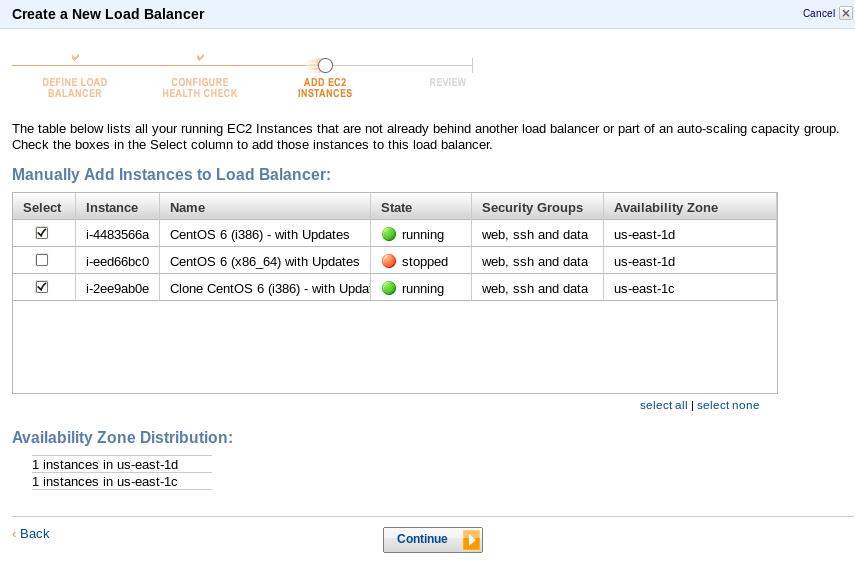 Create a New Load Balancer
Cancel
DEFINE LOAD
BALANCER
CONFIGURE
HEALTH CHECK
ADD EC2
INSTANCES
REVIEW
The table below lists all your running EC2 Instances that are not already behind another load balancer or part of an auto-scaling capacity group.
Check the boxes in the Select column to add those instances to this load balancer.
Manually Add Instances to Load Balancer:
Select Instance Name State Security Groups Availability Zone
i-4483566a CentOS 6 (i386) - with Updates running web, ssh and data us-east-1d
i-eed66bc0 CentOS 6 (x86_64) with Updates stopped web, ssh and data us-east-1d
i-2ee9ab0e Clone CentOS 6 (i386) - with Updat running web, ssh and data us-east-1c
select all | select none
Availability Zone Distribution:
1 instances in us-east-1d
1 instances in us-east-1c
‹ Back
Continue